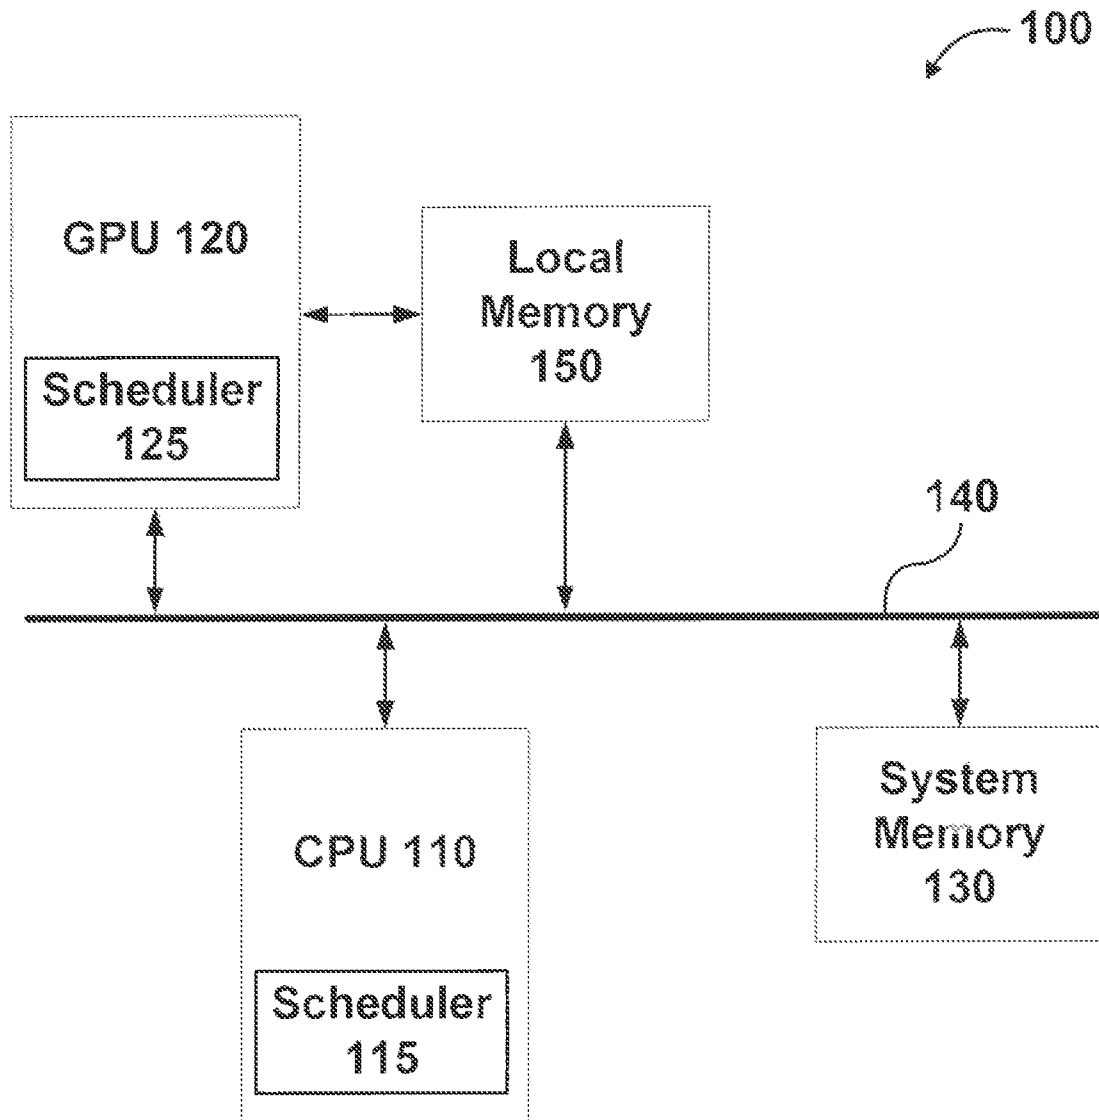 100
GPU 120
Scheduler
125
Local
Memory
150
140
CPU 110
Scheduler
115
System
Memory
130